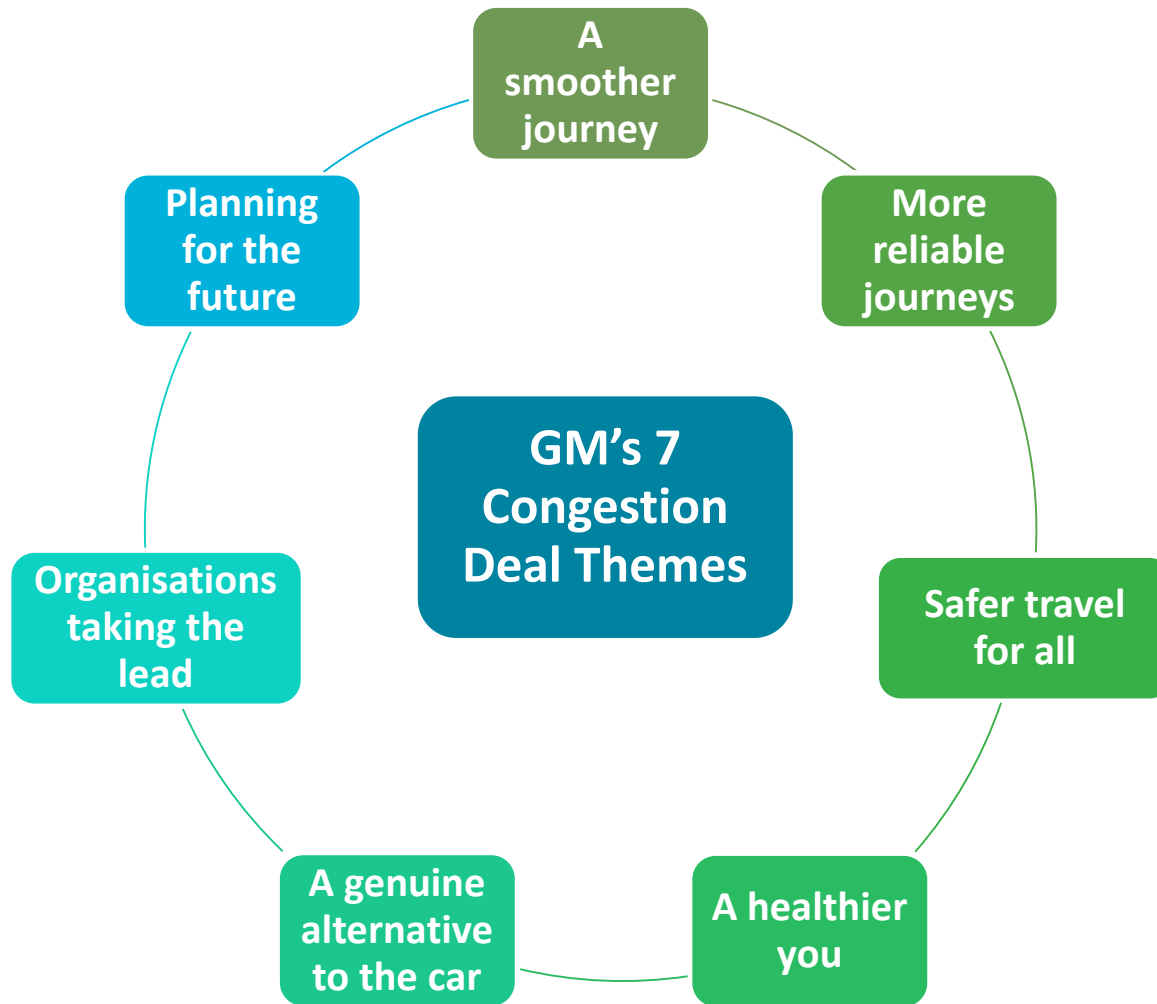 A
smoother
journey
More
reliable
journeys
Safer travel
for all
A healthier
you
A genuine
alternative
to the car
Organisations
taking the
lead
Planning
for the
future
GM’s 7
Congestion
Deal Themes